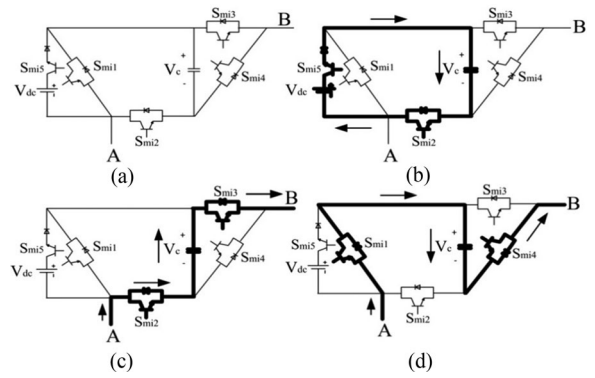 Smi3
B
Smi5
Smi1
Vc
+
-
Smi4
Vdc
+
-
Smi2
A
(a)
Smi3
B
Smi5
Smi1
Vc
+
-
Smi4
Vdc
Smi2
A
(b)
Smi3
B
Smi5
Smi1
Vc
+
-
Smi4
Vdc
+
-
Smi2
A
(c)
Smi3
B
Smi5
Smi1
Vc
+
-
Smi4
Vdc
+
-
Smi2
A
(d)